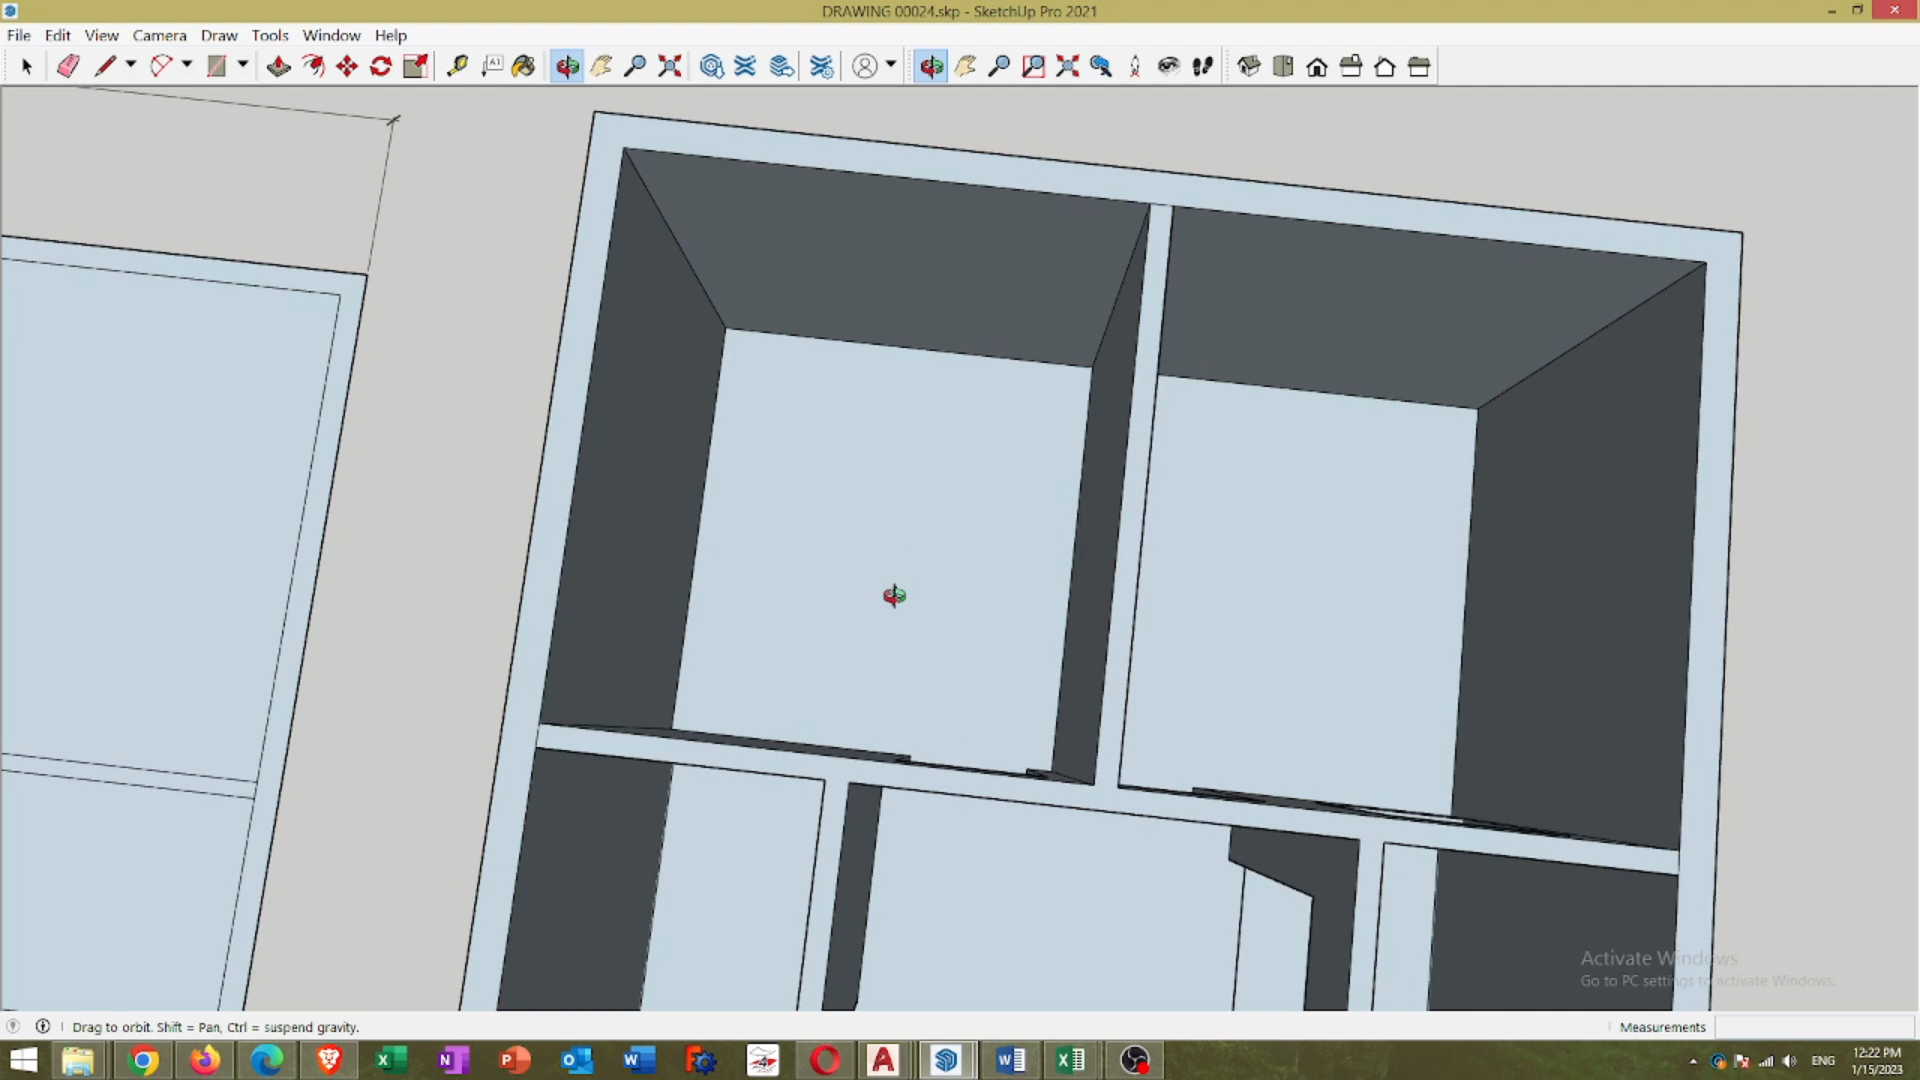 DRAWING 00024.skp - SketchUp Pro 2021
File Edit View Camera Draw Tools Window Help
A1
Activate Windows
Go to PC settings to activate Windows.
Drag to orbit. Shift = Pan, Ctrl = suspend gravity.
Measurements
ENG
12:22 PM
1/15/2023